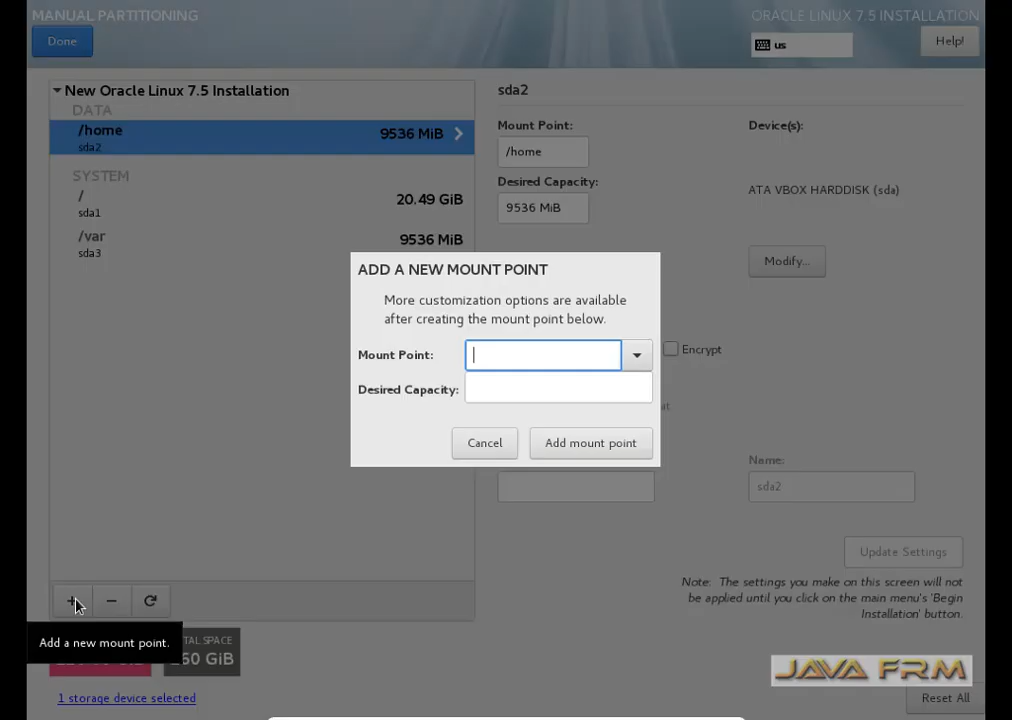 MANUAL PARTITIONING
ORACLE LINUX 7.5 INSTALLATION
Done
us
Help!
New Oracle Linux 7.5 Installation
DATA
/home
9536 MiB
sda2
SYSTEM
/
20.49 GiB
sda1
/var
9536 MiB
sda3
sda2
Mount Point:
/home
Desired Capacity:
9536 MiB
Device(s):
ATA VBOX HARDDISK (sda)
Modify...
Encrypt
Name:
sda2
Update Settings
Note: The settings you make on this screen will not
be applied until you click on the main menu's 'Begin
Installation' button.
ADD A NEW MOUNT POINT
More customization options are available
after creating the mount point below.
Mount Point:
Desired Capacity:
Cancel
Add mount point
+
−
Add a new mount point.
SPACE
60 GiB
1 storage device selected
JAVA FRM
Reset All